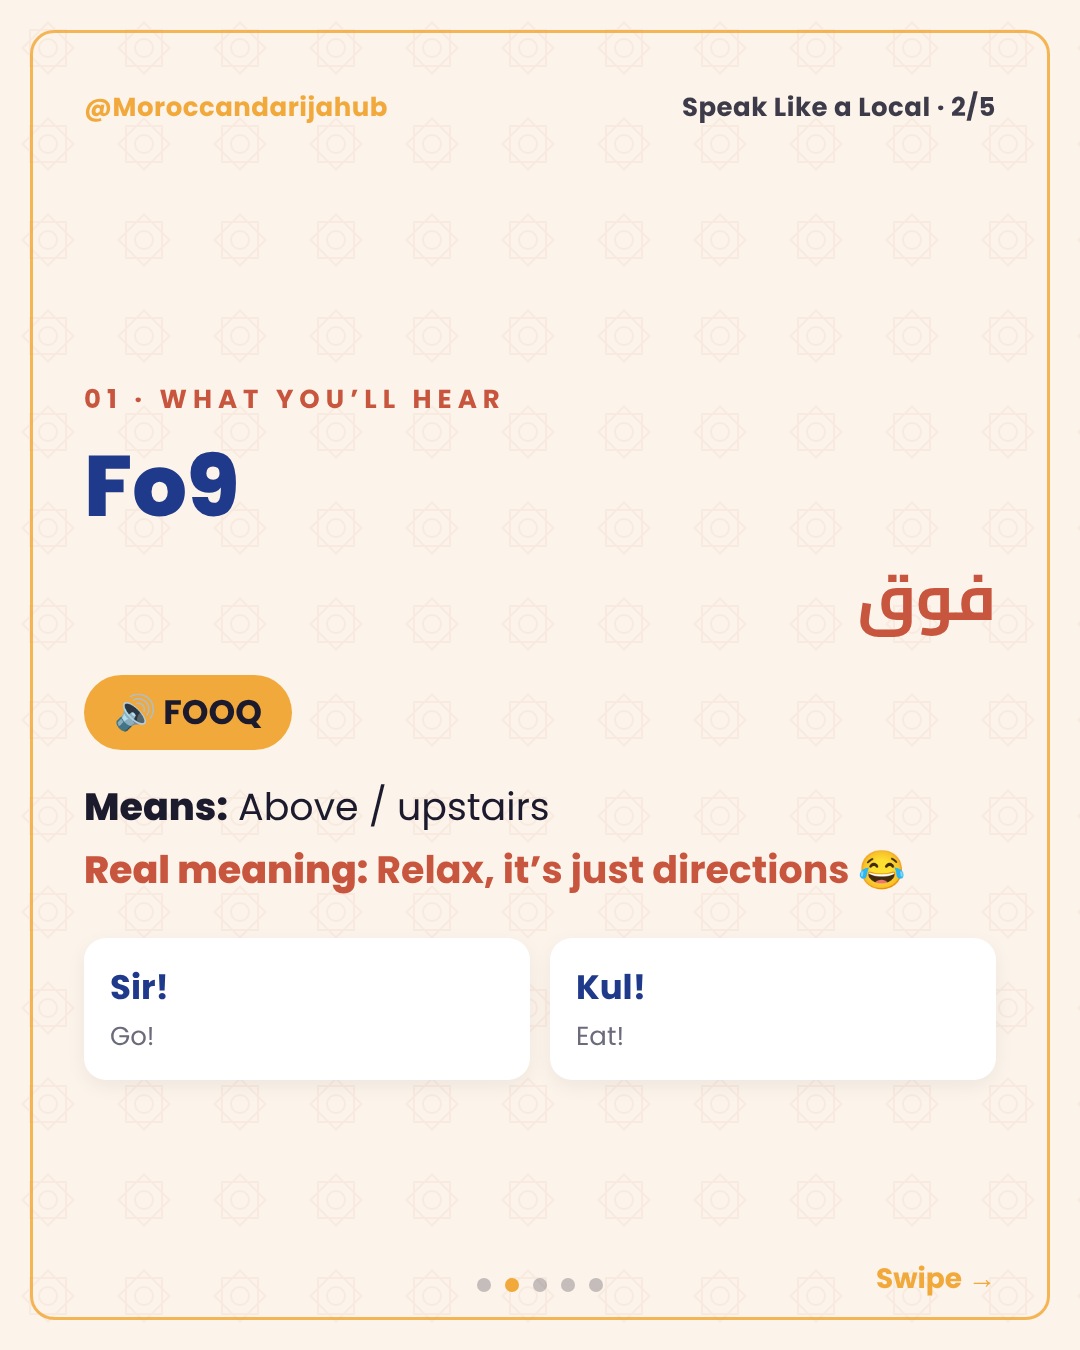 @Moroccandarijahub
Speak Like a Local · 2/5
01 · WHAT YOU’LL HEAR
Fo9
فوق
🔊 FOOQ
Means: Above / upstairs
Real meaning: Relax, it’s just directions 😂
Sir!
Go!
Kul!
Eat!
Swipe →